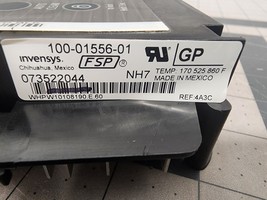 100-01556-01
invensys. FSP ®
Chihuahua, Mexico
073522044 NH7
RU GP
TEMP: 170 525 860 F
MADE IN MEXICO
WHPW10108190 E 60 REF 4A3C